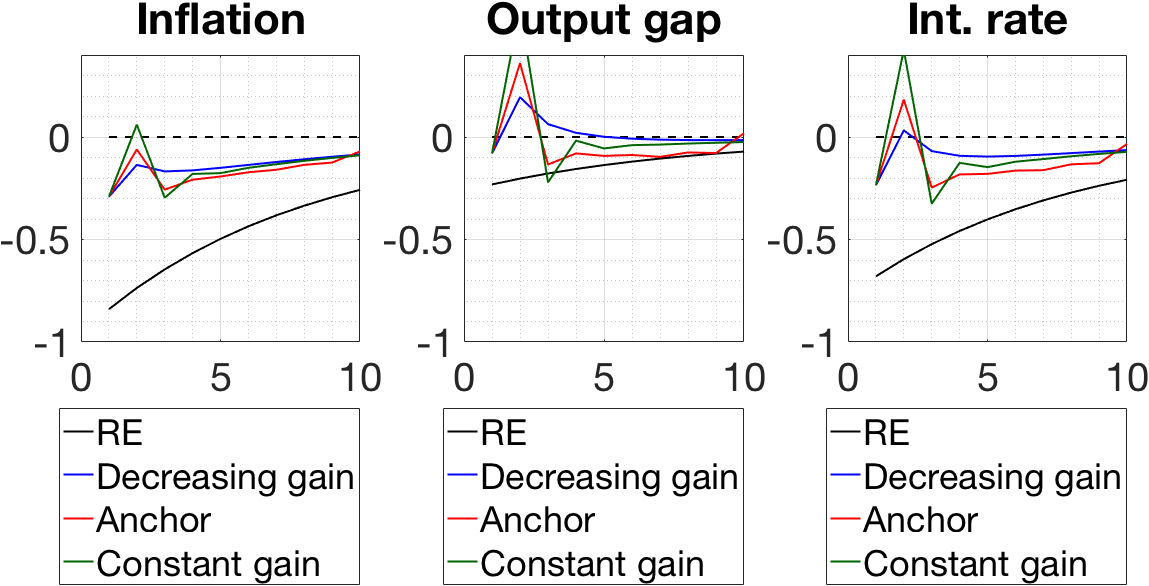 Inflation
Output gap
Int. rate
0
-0.5
-1
0 5 10
0
-0.5
-1
0 5 10
0
-0.5
-1
0 5 10
RE
Decreasing gain
Anchor
Constant gain
RE
Decreasing gain
Anchor
Constant gain
RE
Decreasing gain
Anchor
Constant gain